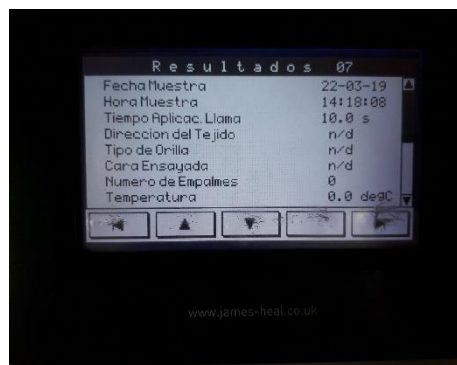 Resultados 07
Fecha Muestra 22-03-19
Hora Muestra 14:18:08
Tiempo Aplicac. Llama 10.0 s
Direccion del Tejido n/d
Tipo de Orilla n/d
Cara Ensayada n/d
Numero de Empalmes 0
Temperatura 0.0 degC
www.james-heal.co.uk